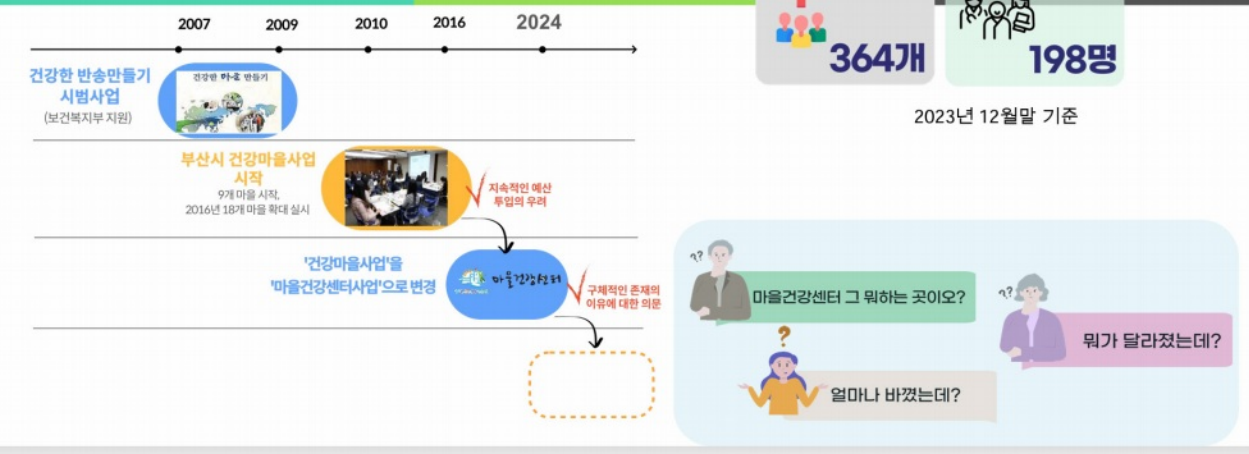 2007
2009
2010
2016
2024
건강한 반송만들기
시범사업
(보건복지부 지원)
건강한 마을 만들기
부산시 건강마을사업
시작
9개 마을 시작,
2016년 18개 마을 확대 실시
지속적인 예산
투입의 우려
'건강마을사업'을
'마을건강센터사업'으로 변경
마을건강센터
구체적인 존재의
이유에 대한 의문
364개
198명
2023년 12월말 기준
??
마을건강센터 그 뭐하는 곳이오?
??
뭐가 달라졌는데?
?
얼마나 바꼈는데?